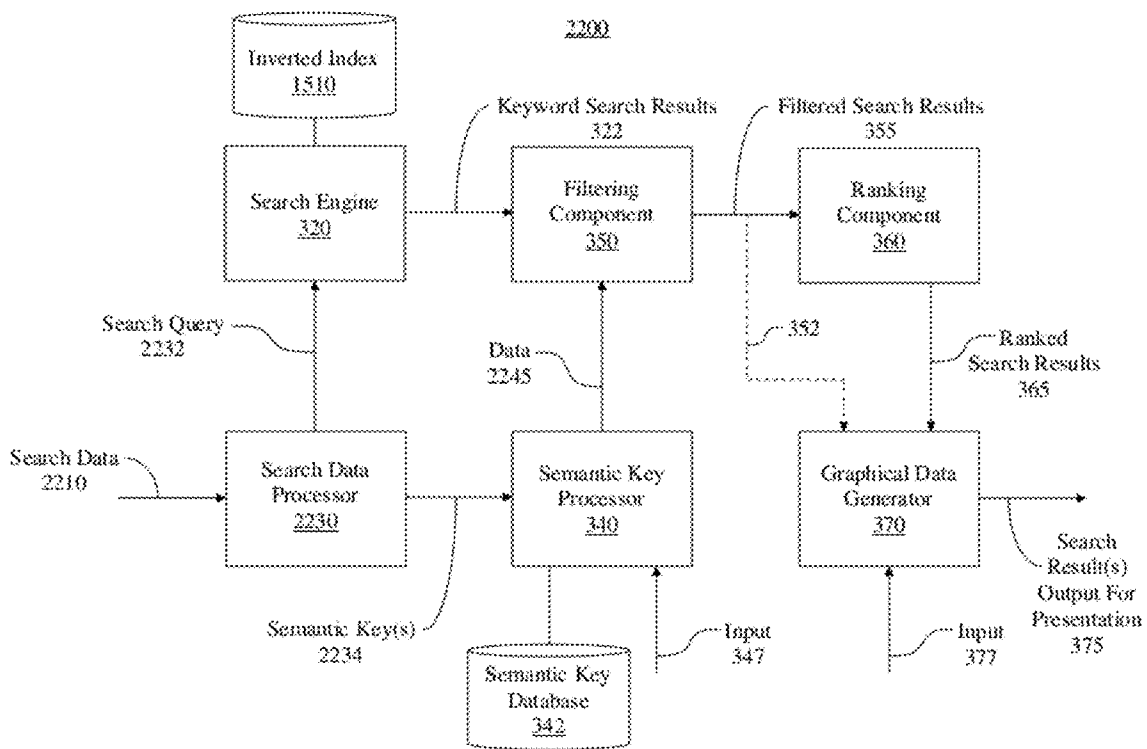 2200
Inverted Index
1510
Keyword Search Results
322
Filtered Search Results
355
Search Engine
320
Filtering
Component
350
Ranking
Component
360
Search Query
2232
Data
2245
352
Ranked
Search Results
365
Search Data
2210
Search Data
Processor
2230
Semantic Key
Processor
340
Graphical Data
Generator
370
Semantic Key(s)
2234
Semantic Key
Database
342
Input
347
Input
377
Search
Result(s)
Output For
Presentation
375